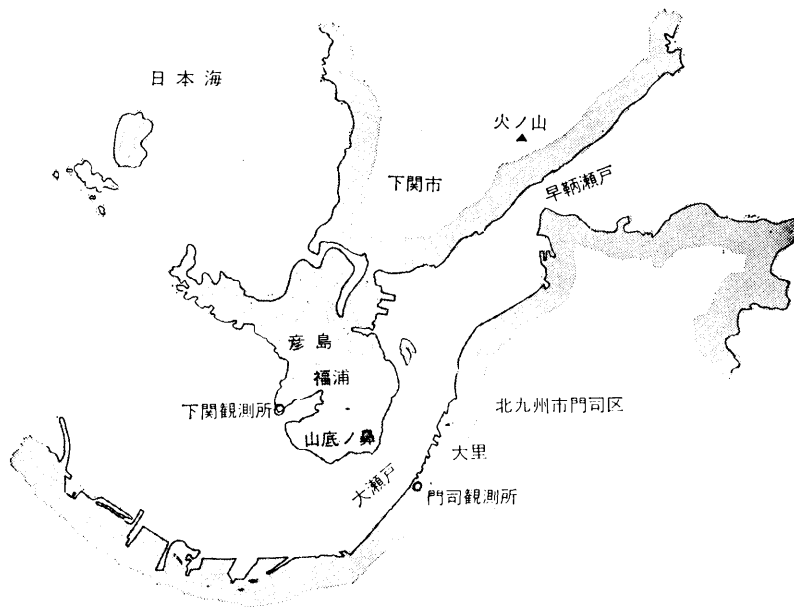 日本海
火ノ山
下関市
早鞆瀬戸
彦島
福浦
下関観測所
山底ノ鼻
北九州市門司区
大里
大瀬戸
門司観測所